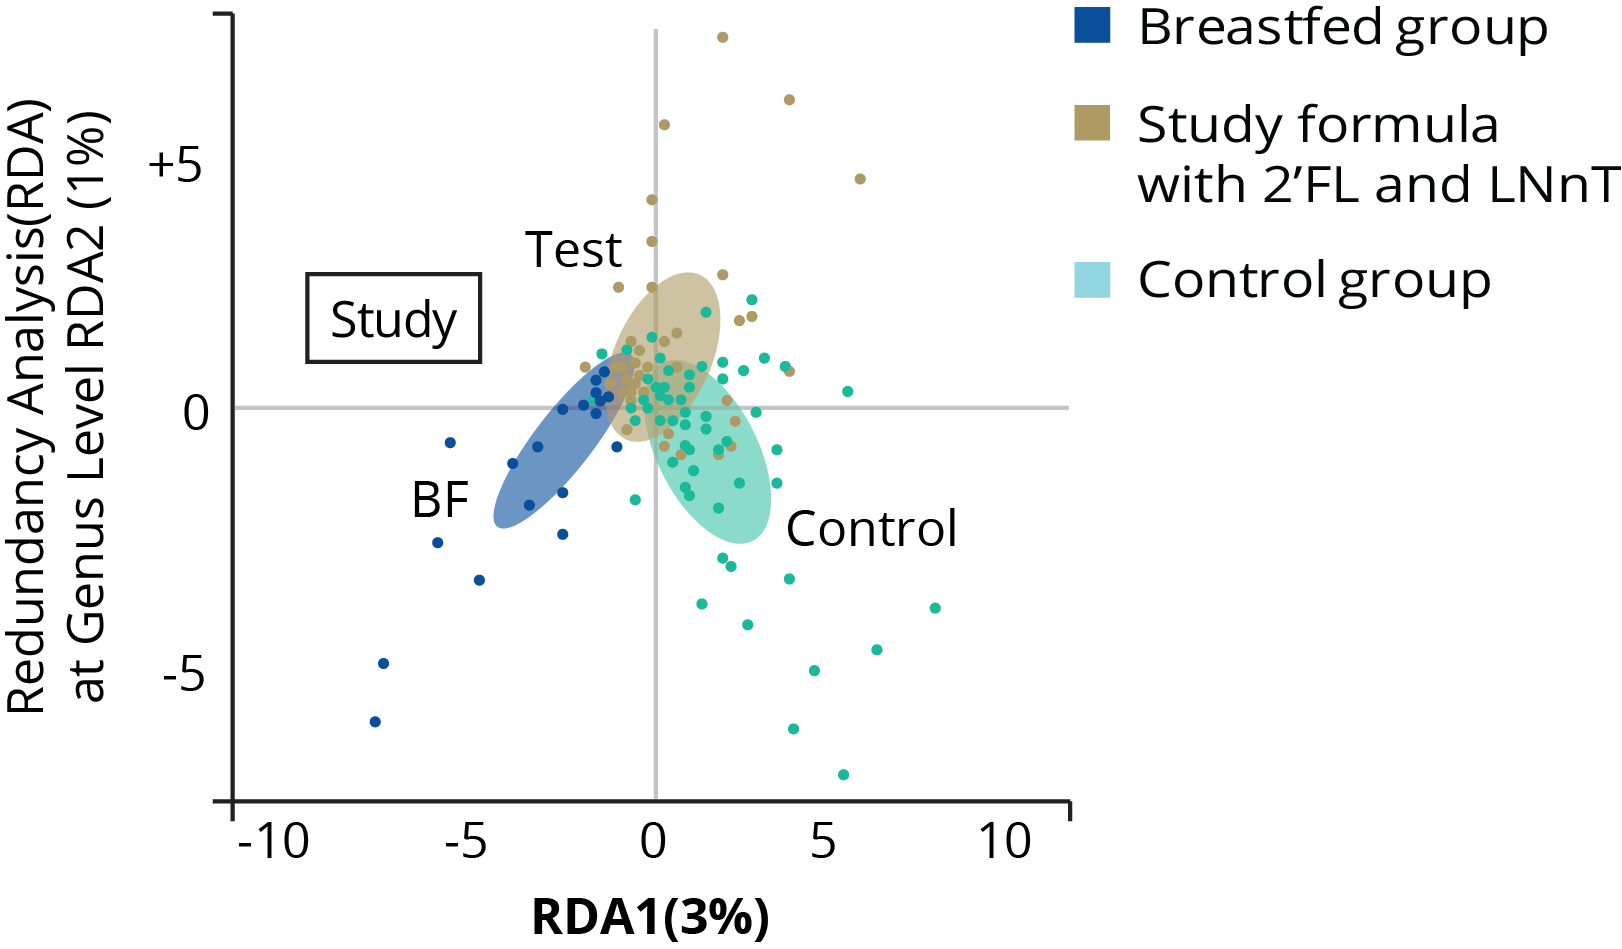 Redundancy Analysis(RDA)
at Genus Level RDA2 (1%)
+5
0
-5
Test
Study
BF
Control
-10
-5
0
5
10
RDA1(3%)
Breastfed group
Study formula
with 2’FL and LNnT
Control group